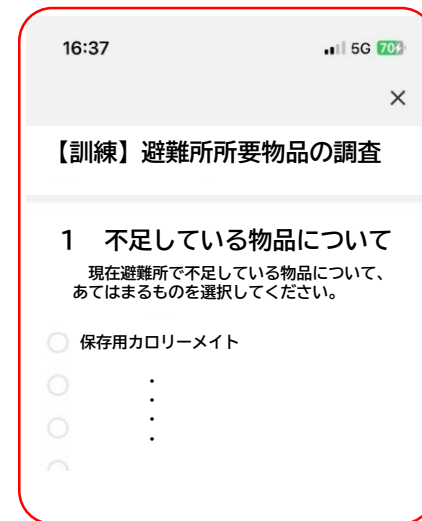 16:37
5G 70
×
【訓練】避難所所要物品の調査
1　不足している物品について
現在避難所で不足している物品について、
あてはまるものを選択してください。
保存用カロリーメイト
・
・
・
・